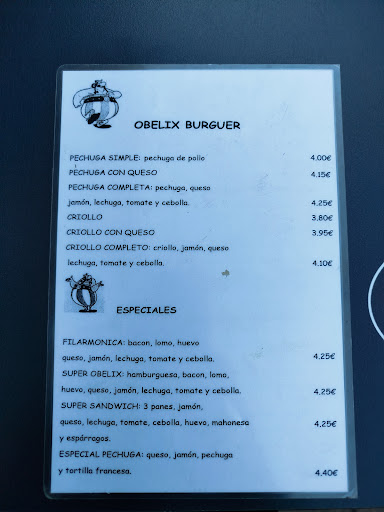 OBELIX BURGUER
PECHUGA SIMPLE: pechuga de pollo 4.00€
PECHUGA CON QUESO 4.15€
PECHUGA COMPLETA: pechuga, queso
jamón, lechuga, tomate y cebolla. 4,25€
CRIOLLO 3.80€
CRIOLLO CON QUESO 3.95€
CRIOLLO COMPLETO: criollo, jamón, queso
lechuga, tomate y cebolla. 4.10€
ESPECIALES
FILARMONICA: bacon, lomo, huevo
queso, jamón, lechuga, tomate y cebolla. 4,25€
SUPER OBELIX: hamburguesa, bacon, lomo,
huevo, queso, jamón, lechuga, tomate y cebolla. 4,25€
SUPER SANDWICH: 3 panes, jamón,
queso, lechuga, tomate, cebolla, huevo, mahonesa 4,25€
y espárragos.
ESPECIAL PECHUGA: queso, jamón, pechuga
y tortilla francesa. 4,40€